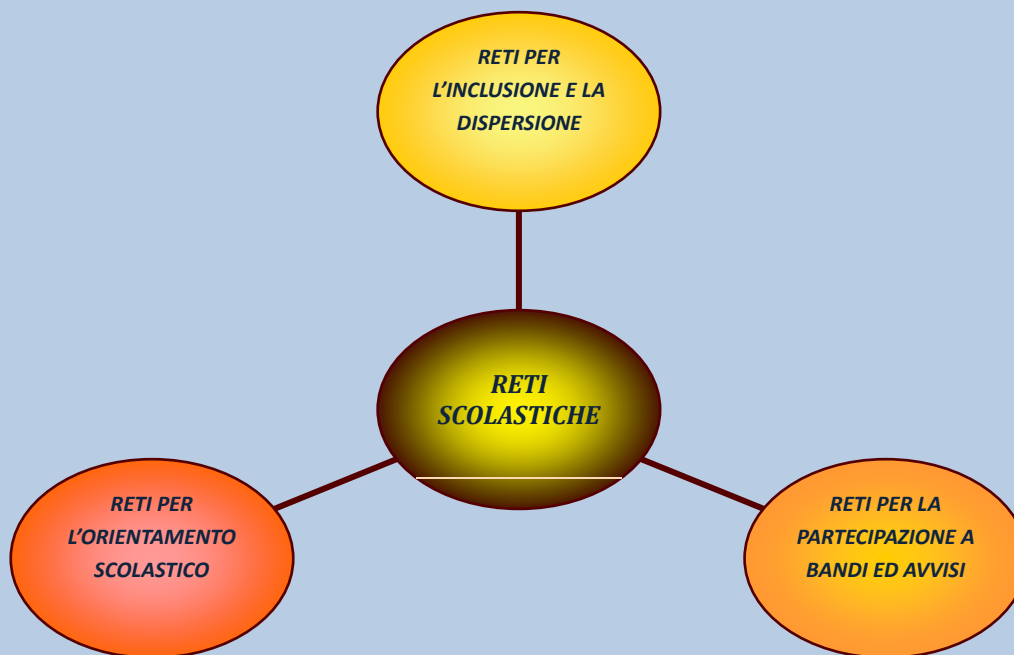 RETI PER
L’INCLUSIONE E LA
DISPERSIONE
RETI
SCOLASTICHE
RETI PER
L’ORIENTAMENTO
SCOLASTICO
RETI PER LA
PARTECIPAZIONE A
BANDI ED AVVISI